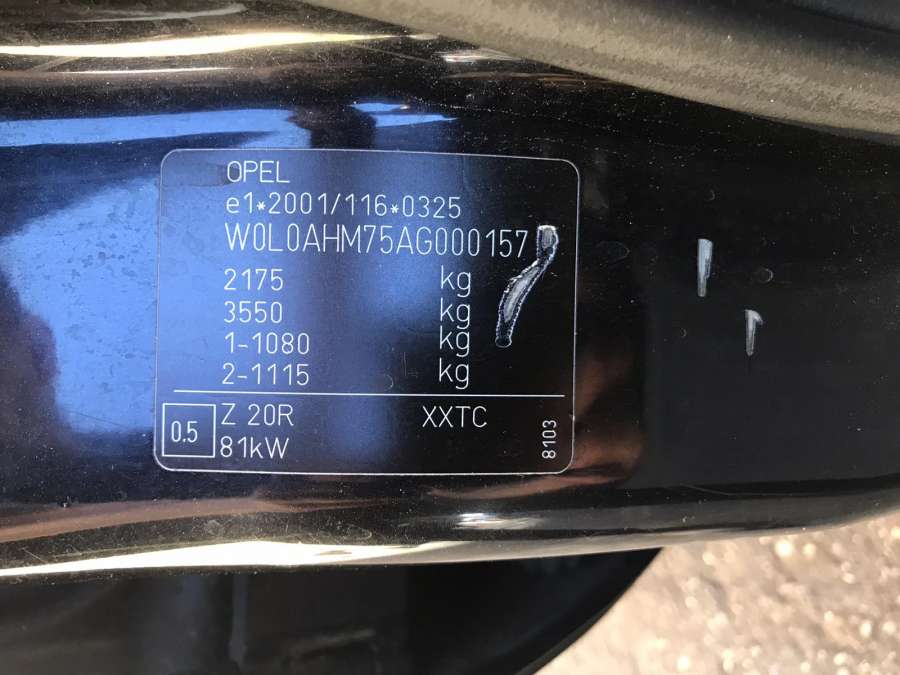 OPEL
e1*2001/116*0325
W0L0AHM75AG000157
2175 kg
3550 kg
1-1080 kg
2-1115 kg
0.5
Z 20R XXTC
81kW
8103